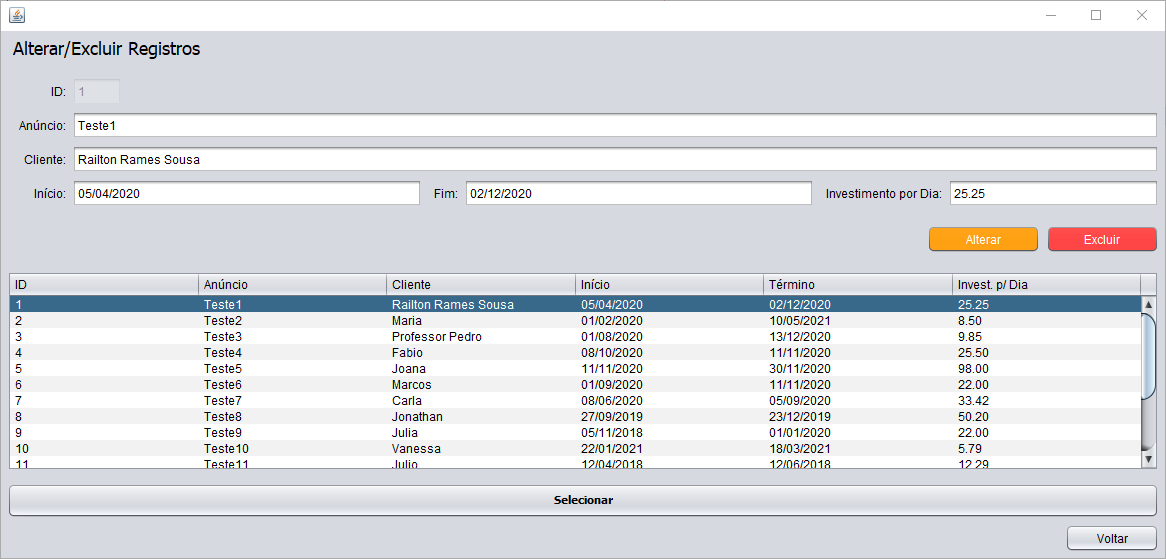 Alterar/Excluir Registros
ID: 1
Anúncio: Teste1
Cliente: Railton Rames Sousa
Início: 05/04/2020 Fim: 02/12/2020 Investimento por Dia: 25.25
Alterar Excluir
ID Anúncio Cliente Início Término Invest. p/ Dia
1 Teste1 Railton Rames Sousa 05/04/2020 02/12/2020 25.25
2 Teste2 Maria 01/02/2020 10/05/2021 8.50
3 Teste3 Professor Pedro 01/08/2020 13/12/2020 9.85
4 Teste4 Fabio 08/10/2020 11/11/2020 25.50
5 Teste5 Joana 11/11/2020 30/11/2020 98.00
6 Teste6 Marcos 01/09/2020 11/11/2020 22.00
7 Teste7 Carla 08/06/2020 05/09/2020 33.42
8 Teste8 Jonathan 27/09/2019 23/12/2019 50.20
9 Teste9 Julia 05/11/2018 01/01/2020 22.00
10 Teste10 Vanessa 22/01/2021 18/03/2021 5.79
11 Teste11 Julio 12/04/2018 12/06/2018 12.29
Selecionar
Voltar